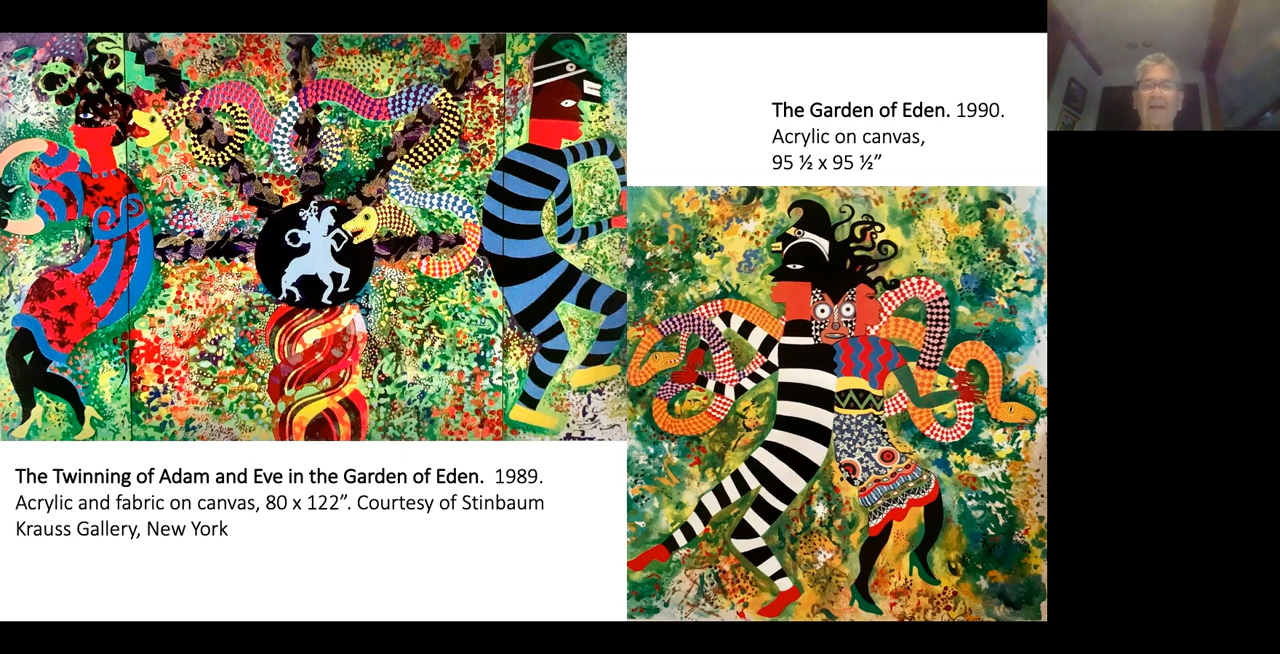 The Garden of Eden. 1990.
Acrylic on canvas,
95 ½ x 95 ½”
The Twinning of Adam and Eve in the Garden of Eden.  1989.
Acrylic and fabric on canvas, 80 x 122”. Courtesy of Stinbaum
Krauss Gallery, New York